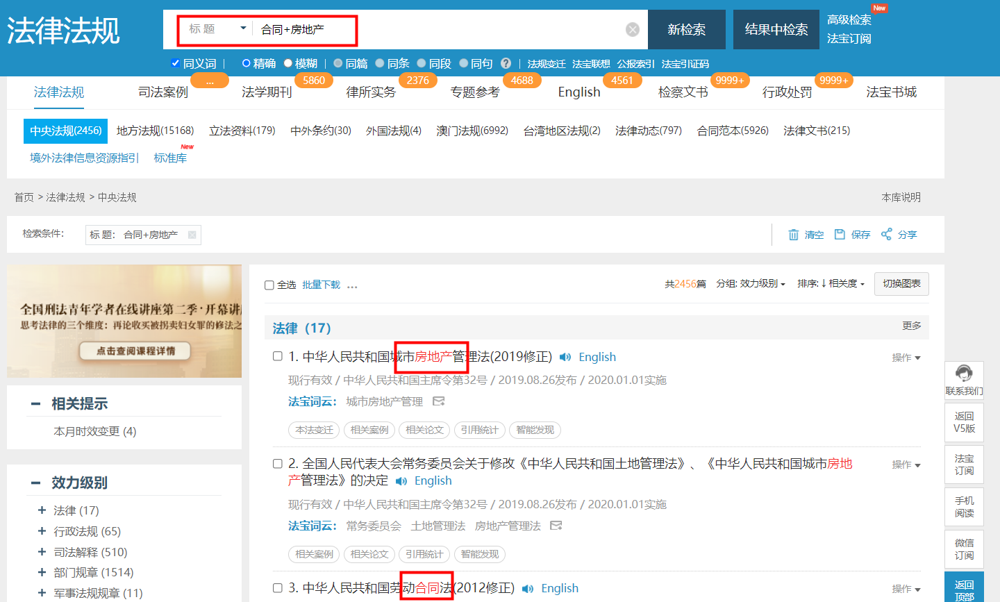 法律法规
标 题 合同+房地产
新检索 结果中检索
高级检索 New
法宝订阅
同义词 | 精确 模糊 | 同篇 同条 同段 同句 ? | 法规变迁 法宝联想 公报索引 法宝引证码
... 5860 2376 4688 4561 9999+ 9999+
法律法规 司法案例 法学期刊 律所实务 专题参考 English 检察文书 行政处罚 法宝书城
中央法规(2456) 地方法规(15168) 立法资料(179) 中外条约(30) 外国法规(4) 澳门法规(6992) 台湾地区法规(2) 法律动态(797) 合同范本(5926) 法律文书(215)
境外法律信息资源指引 标准库 New
首页 > 法律法规 > 中央法规 本库说明
检索条件: 标 题: 合同+房地产 清空 保存 分享
全国刑法青年学者在线讲座第二季·开幕讲
思考法律的三个维度：再论收买被拐卖妇女罪的修法之
点击查阅课程详情
相关提示
本月时效变更 (4)
效力级别
法律 (17)
行政法规 (65)
司法解释 (510)
部门规章 (1514)
军事法规规章 (11)
全选 批量下载 ... 共2456篇 分组: 效力级别 排序:↓相关度 切换图表
法律（17） 更多
1. 中华人民共和国城市房地产管理法(2019修正) English 操作
现行有效 / 中华人民共和国主席令第32号 / 2019.08.26发布 / 2020.01.01实施
法宝词云： 城市房地产管理
本法变迁 相关案例 相关论文 引用统计 智能发现
2. 全国人民代表大会常务委员会关于修改《中华人民共和国土地管理法》、《中华人民共和国城市房地 操作
产管理法》的决定 English
现行有效 / 中华人民共和国主席令第32号 / 2019.08.26发布 / 2020.01.01实施
法宝词云： 常务委员会 土地管理法 房地产管理法
相关案例 相关论文 引用统计 智能发现
3. 中华人民共和国劳动合同法(2012修正) English 操作
联系我们
返回
V5版
法宝
订阅
手机
阅读
微信
订阅
返回
顶部